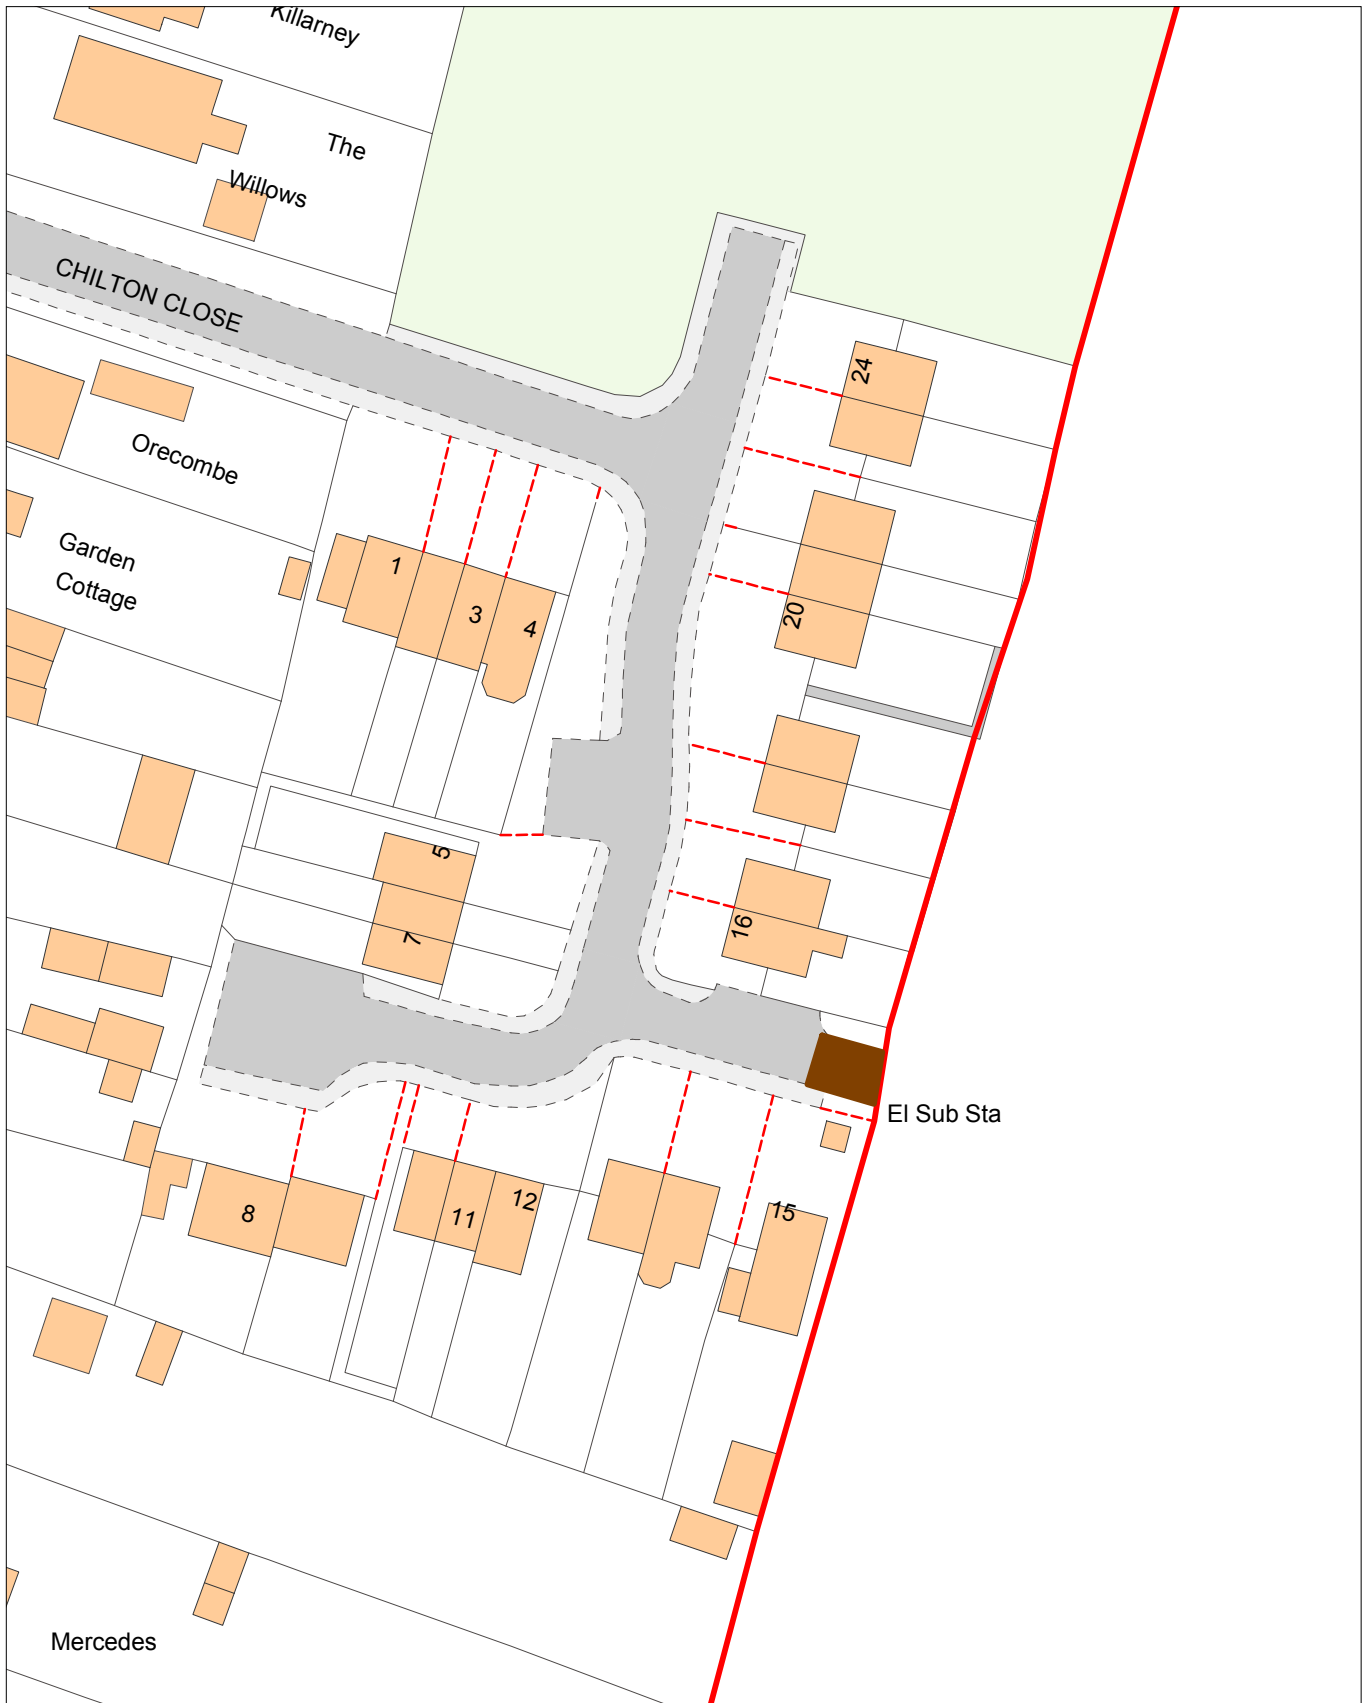 Killarney
The
Willows
CHILTON CLOSE
24
Orecombe
Garden
Cottage
1
3
4
20
5
7
16
El Sub Sta
8
11
12
15
Mercedes